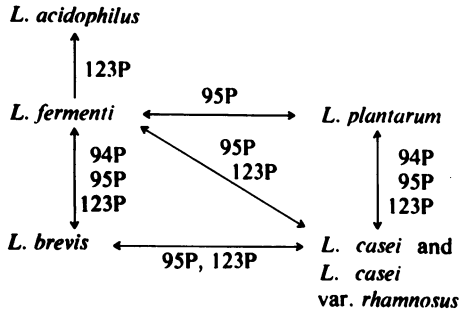 L. acidophilus
123P
95P
L. fermenti
L. plantarum
95P
123P
94P
95P
123P
94P
95P
123P
L. brevis
95P, 123P
L. casei and
L. casei
var. rhamnosus